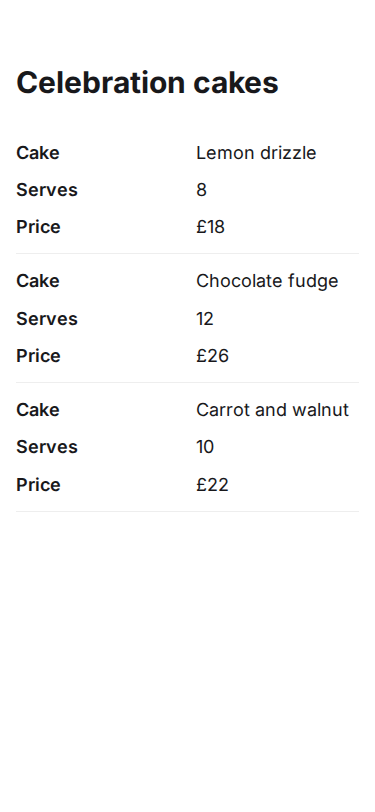 Celebration cakes
Cake Lemon drizzle
Serves 8
Price £18
Cake Chocolate fudge
Serves 12
Price £26
Cake Carrot and walnut
Serves 10
Price £22